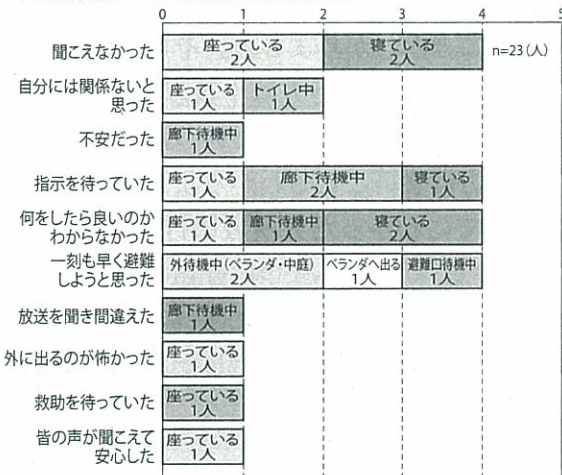 0 1 2 3 4 5
聞こえなかった
座っている
2人
寝ている
2人
n=23(人)
自分には関係ないと
思った
座っている
1人
トイレ中
1人
不安だった
廊下待機中
1人
指示を待っていた
座っている
1人
廊下待機中
2人
寝ている
1人
何をしたら良いのか
わからなかった
座っている
1人
廊下待機中
1人
寝ている
2人
一刻も早く避難
しようと思った
外待機中(ベランダ・中庭)
2人
ベランダへ出る
1人
避難口待機中
1人
放送を聞き間違えた
廊下待機中
1人
外に出るのが怖かった
座っている
1人
救助を待っていた
座っている
1人
皆の声が聞こえて
安心した
座っている
1人